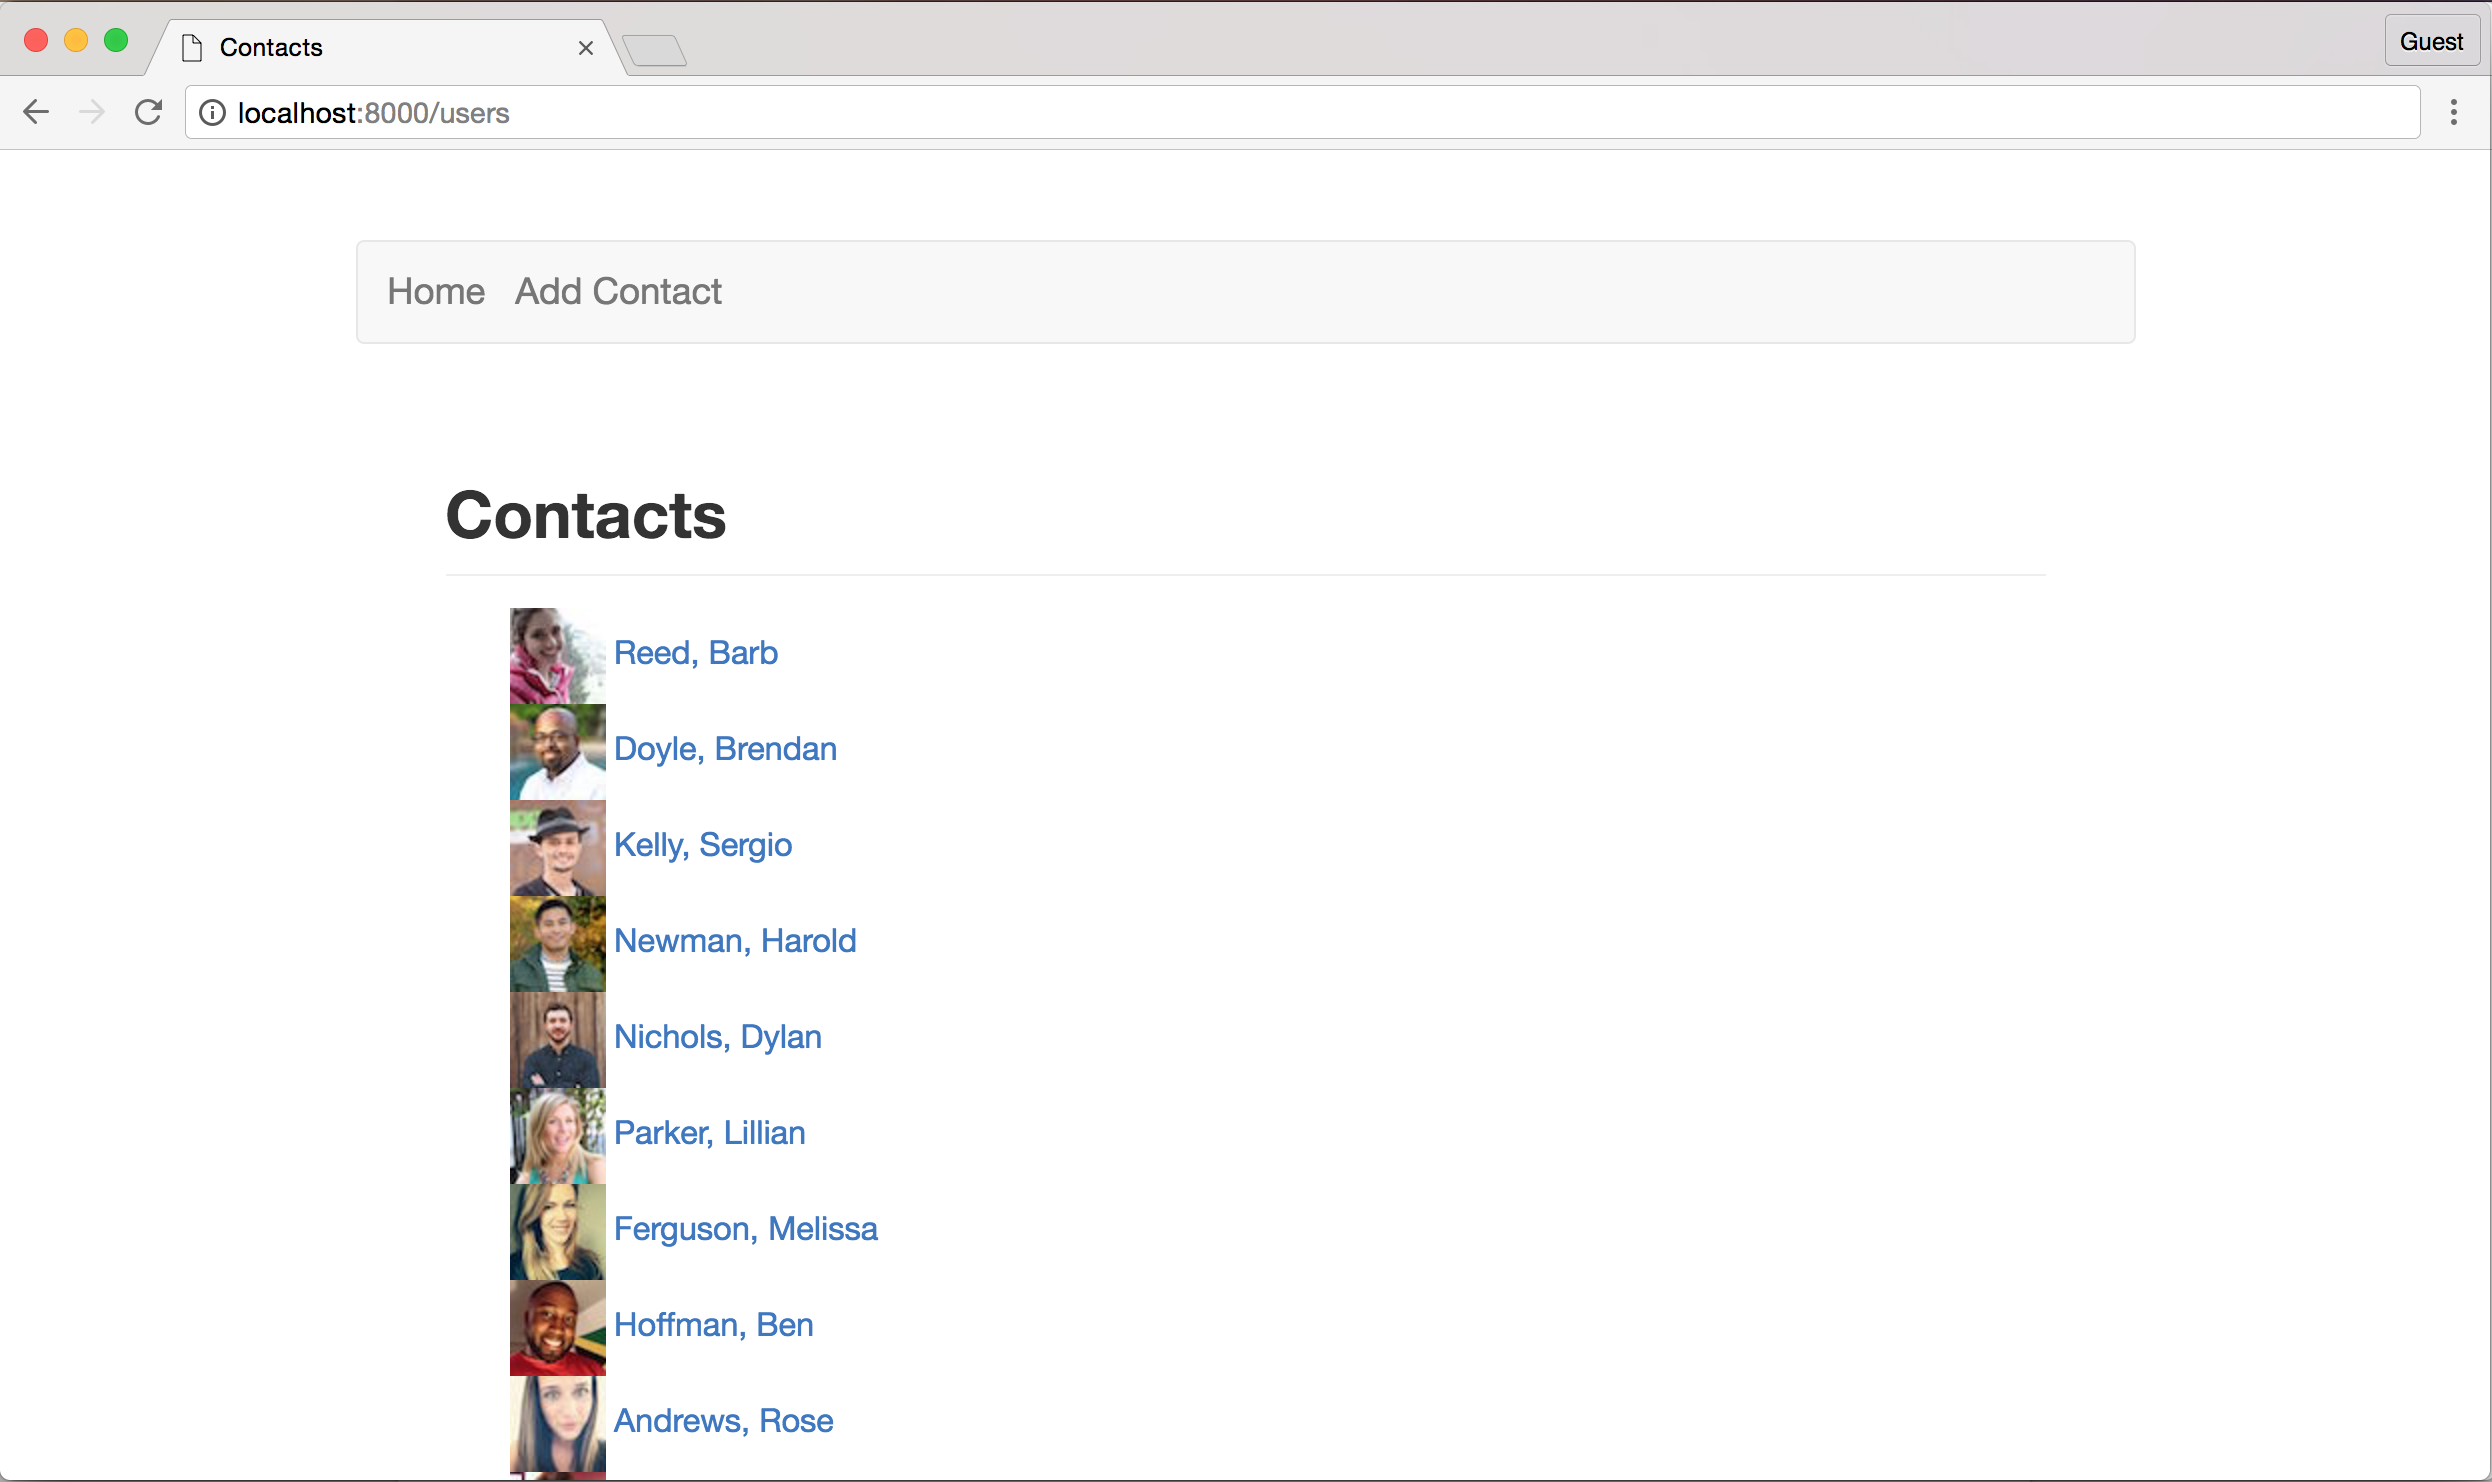 Contacts
Guest
localhost:8000/users
Home Add Contact
Contacts
Reed, Barb
Doyle, Brendan
Kelly, Sergio
Newman, Harold
Nichols, Dylan
Parker, Lillian
Ferguson, Melissa
Hoffman, Ben
Andrews, Rose